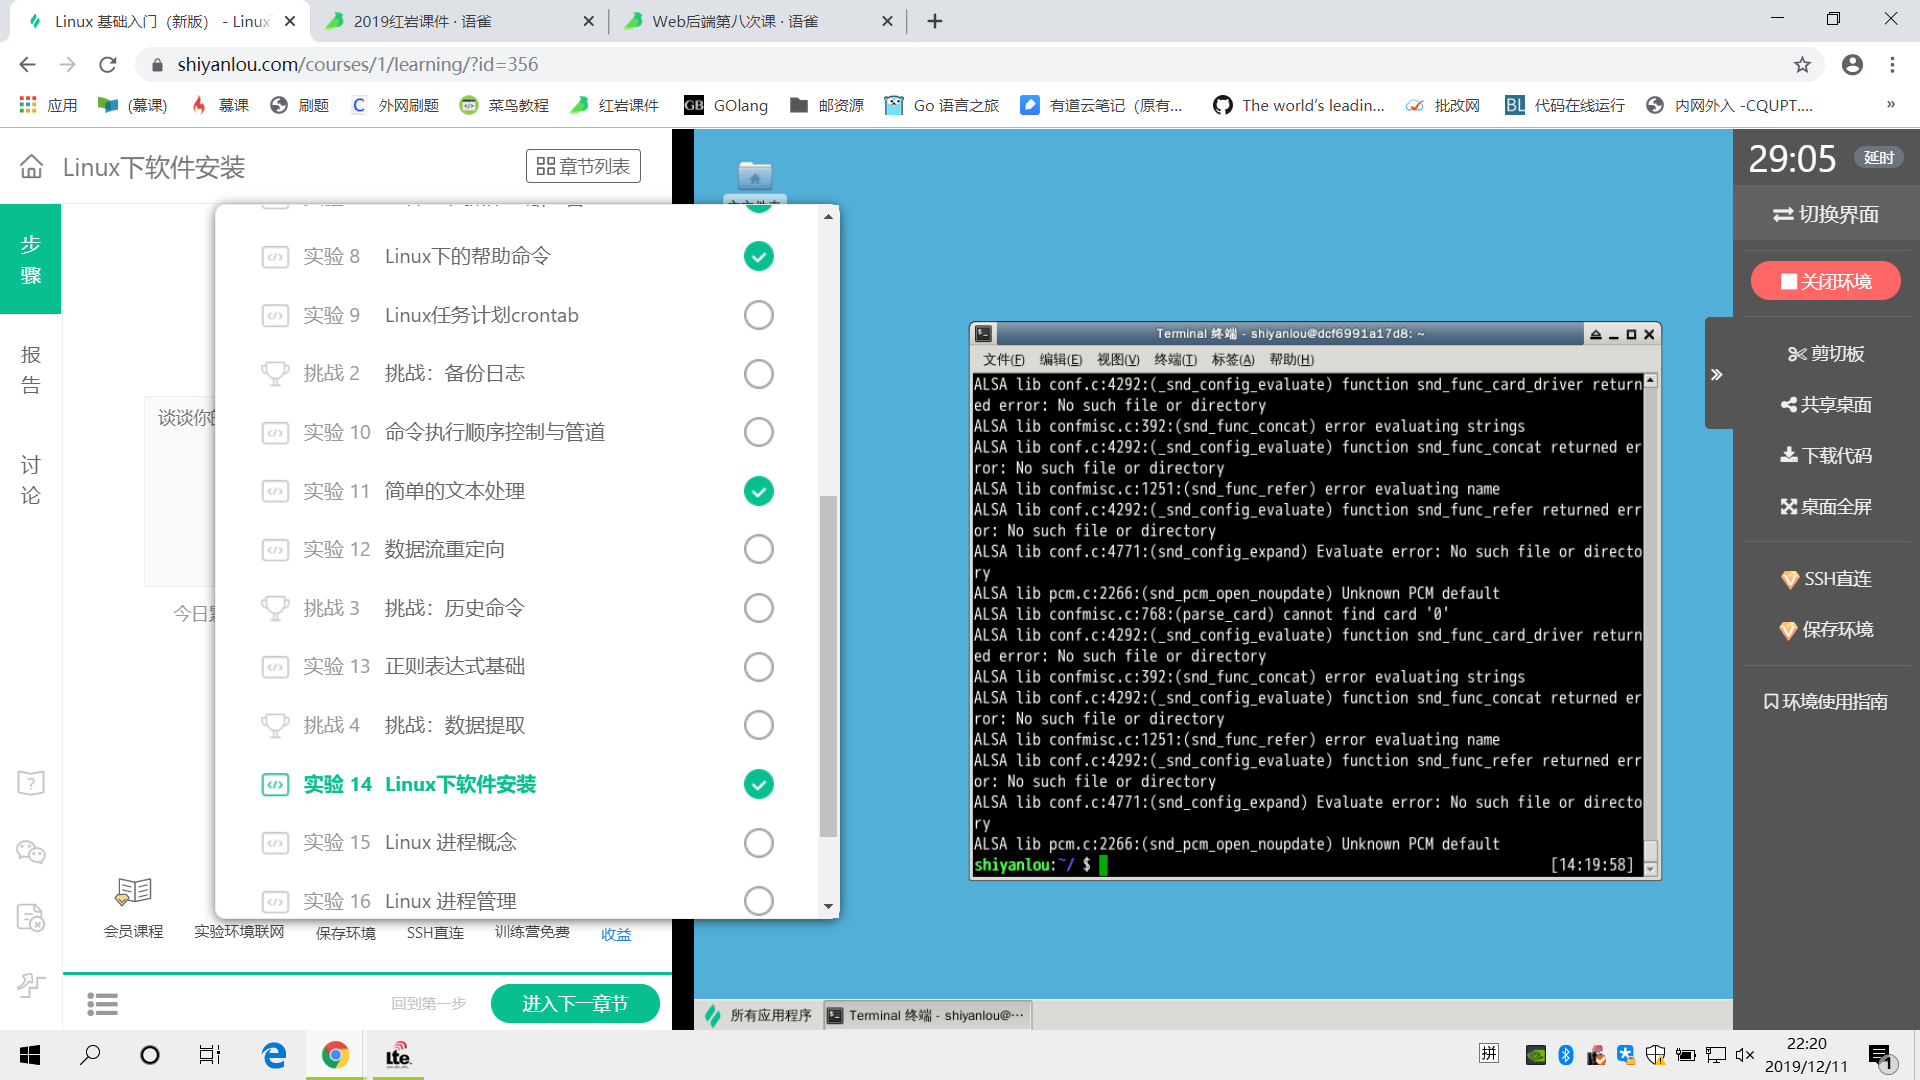 Linux 基础入门（新版） - Linux
2019红岩课件 · 语雀
Web后端第八次课 · 语雀
shiyanlou.com/courses/1/learning/?id=356
应用
(慕课)
慕课
刷题
外网刷题
菜鸟教程
红岩课件
GOlang
邮资源
Go 语言之旅
有道云笔记（原有...
The world's leadin...
批改网
代码在线运行
内网外入 -CQUPT....
Linux下软件安装
章节列表
步骤
报告
讨论
谈谈你的
今日累
实验 8 Linux下的帮助命令
实验 9 Linux任务计划crontab
挑战 2 挑战：备份日志
实验 10 命令执行顺序控制与管道
实验 11 简单的文本处理
实验 12 数据流重定向
挑战 3 挑战：历史命令
实验 13 正则表达式基础
挑战 4 挑战：数据提取
实验 14 Linux下软件安装
实验 15 Linux 进程概念
实验 16 Linux 进程管理
会员课程
实验环境联网
保存环境
SSH直连
训练营免费
收益
回到第一步
进入下一章节
Terminal 终端 - shiyanlou@dcf6991a17d8: ~
文件(F) 编辑(E) 视图(V) 终端(T) 标签(A) 帮助(H)
ALSA lib conf.c:4292:(_snd_config_evaluate) function snd_func_card_driver return
ed error: No such file or directory
ALSA lib confmisc.c:392:(snd_func_concat) error evaluating strings
ALSA lib conf.c:4292:(_snd_config_evaluate) function snd_func_concat returned er
ror: No such file or directory
ALSA lib confmisc.c:1251:(snd_func_refer) error evaluating name
ALSA lib conf.c:4292:(_snd_config_evaluate) function snd_func_refer returned err
or: No such file or directory
ALSA lib conf.c:4771:(snd_config_expand) Evaluate error: No such file or directo
ry
ALSA lib pcm.c:2266:(snd_pcm_open_noupdate) Unknown PCM default
ALSA lib confmisc.c:768:(parse_card) cannot find card '0'
ALSA lib conf.c:4292:(_snd_config_evaluate) function snd_func_card_driver return
ed error: No such file or directory
ALSA lib confmisc.c:392:(snd_func_concat) error evaluating strings
ALSA lib conf.c:4292:(_snd_config_evaluate) function snd_func_concat returned er
ror: No such file or directory
ALSA lib confmisc.c:1251:(snd_func_refer) error evaluating name
ALSA lib conf.c:4292:(_snd_config_evaluate) function snd_func_refer returned err
or: No such file or directory
ALSA lib conf.c:4771:(snd_config_expand) Evaluate error: No such file or directo
ry
ALSA lib pcm.c:2266:(snd_pcm_open_noupdate) Unknown PCM default
shiyanlou:~/ $ [14:19:58]
所有应用程序
Terminal 终端 - shiyanlou@···
29:05 延时
切换界面
关闭环境
剪切板
共享桌面
下载代码
桌面全屏
SSH直连
保存环境
环境使用指南
lte
拼
22:20
2019/12/11
1